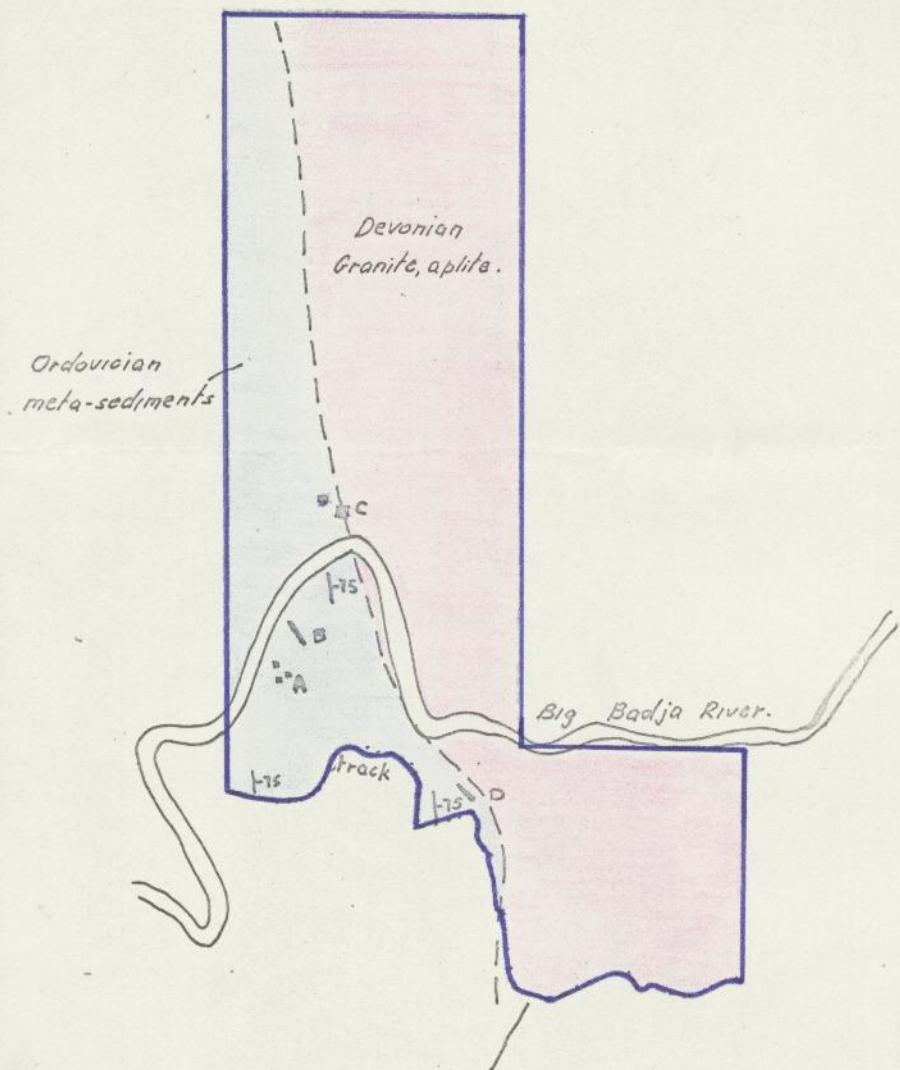 Devonian
Granite, aplite.
Ordovician
meta-sediments
C
75
B
A
Big Badja River.
track
75
75
D